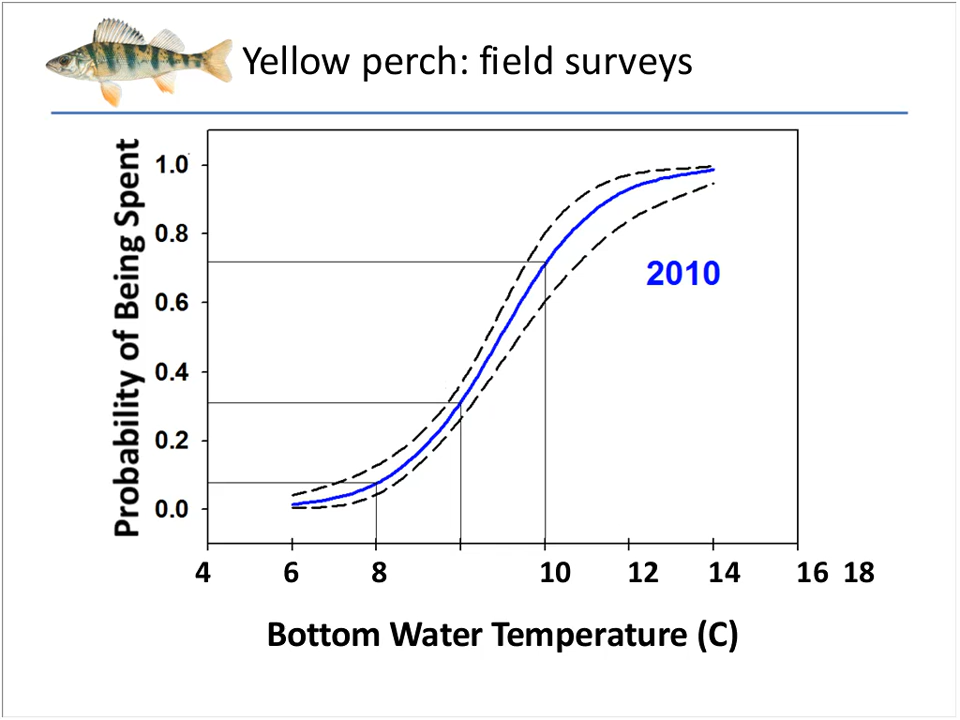 Yellow perch: field surveys
Probability of Being Spent
1.0
0.8
0.6
0.4
0.2
0.0
2010
4 6 8 10 12 14 16 18
Bottom Water Temperature (C)